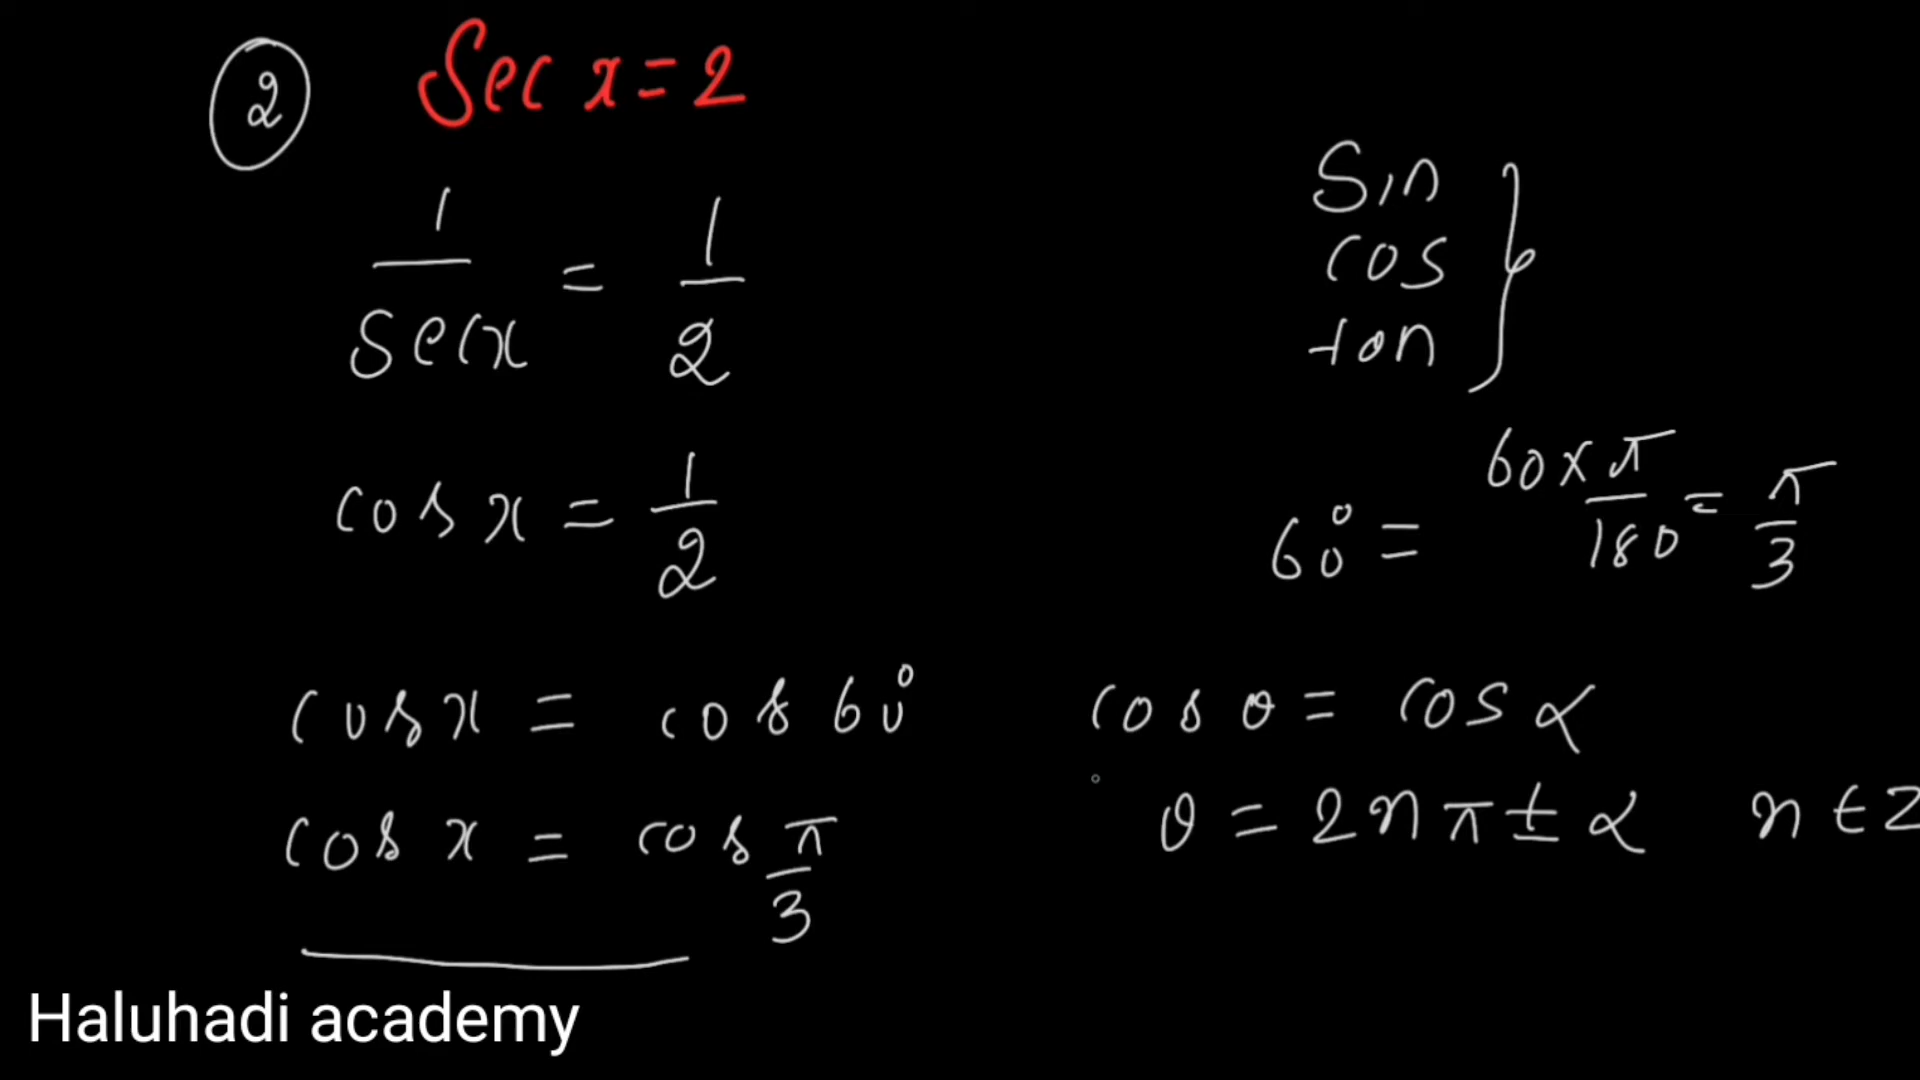 ② Sec x = 2
1/Sec x = 1/2
cos x = 1/2
cos x = cos 60°
cos x = cos π/3
Sin
cos
tan
60° = 60 × π/180 = π/3
cos θ = cos α
θ = 2nπ ± α n ∈ Z
Haluhadi academy